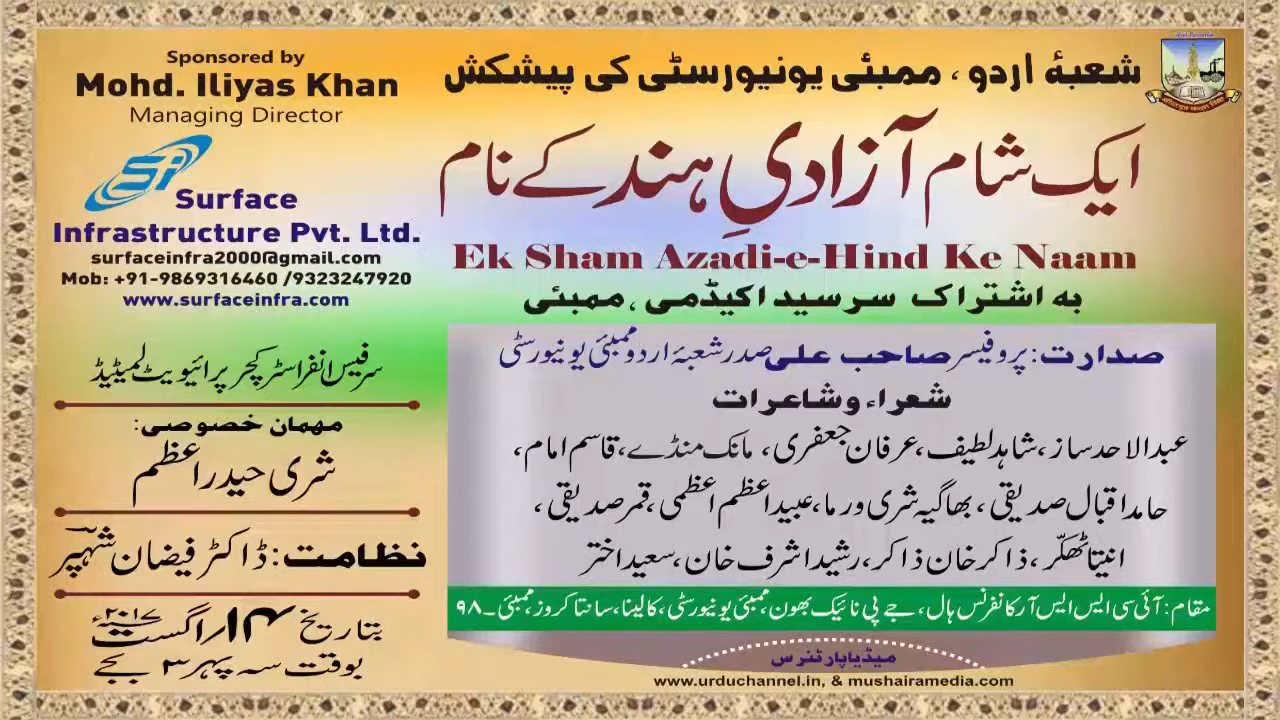 Sponsored by
Mohd. Iliyas Khan
Managing Director
Surface
Infrastructure Pvt. Ltd.
surfaceinfra2000@gmail.com
Mob: +91-9869316460 /9323247920
www.surfaceinfra.com
سرفیس انفراسٹرکچر پرائیویٹ لمیٹیڈ
مہمان خصوصی:
شری حیدر اعظم
نظامت: ڈاکٹر فیضان شہپؔر
بتاریخ ۱۴/اگست ۲۰۱۷ء
بوقت سہ پہر ۳ بجے
شعبۂ اردو، ممبئی یونیورسٹی کی پیشکش
ایک شام آزادیِ ہند کے نام
Ek Sham Azadi-e-Hind Ke Naam
بہ اشتراک سرسید اکیڈمی، ممبئی
صدارت: پروفیسر صاحب علی صدر شعبۂ اردو ممبئی یونیورسٹی
شعراء و شاعرات
عبدالاحد ساز، شاہد لطیف، عرفان جعفری، مانک منڈے، قاسم امام،
حامد اقبال صدیقی، بھاگیہ شری ورما، عبید اعظم اعظمی، قمر صدیقی،
انیتا ٹھکّر، ذاکر خان ذاکر، رشید اشرف خان، سعید اختر
مقام: آئی سی ایس ایس آر کانفرنس ہال، جے پی نائیک بھون، ممبئی یونیورسٹی، کالینا، سانتا کروز، ممبئی۔۹۸
میڈیا پارٹنرس
www.urduchannel.in, & mushairamedia.com